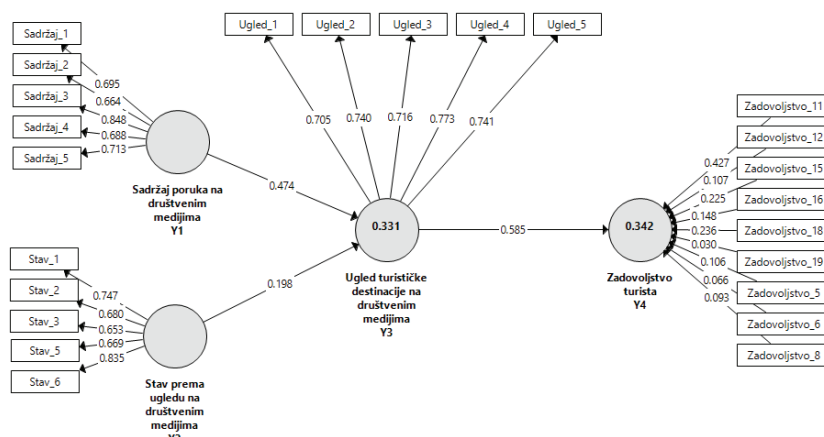 Sadržaj_1
Sadržaj_2
Sadržaj_3
Sadržaj_4
Sadržaj_5
0.695
0.664
0.848
0.688
0.713
Sadržaj poruka na
društvenim
medijima
Y1
0.474
Stav_1
Stav_2
Stav_3
Stav_5
Stav_6
0.747
0.680
0.653
0.669
0.835
Stav prema
ugledu na
društvenim
medijima
0.198
Ugled_1
Ugled_2
Ugled_3
Ugled_4
Ugled_5
0.705
0.740
0.716
0.773
0.741
0.331
Ugled turističke
destinacije na
društvenim
medijima
Y3
0.585
0.342
Zadovoljstvo
turista
Y4
0.427
0.107
0.225
0.148
0.236
0.030
0.106
0.066
0.093
Zadovoljstvo_11
Zadovoljstvo_12
Zadovoljstvo_15
Zadovoljstvo_16
Zadovoljstvo_18
Zadovoljstvo_19
Zadovoljstvo_5
Zadovoljstvo_6
Zadovoljstvo_8